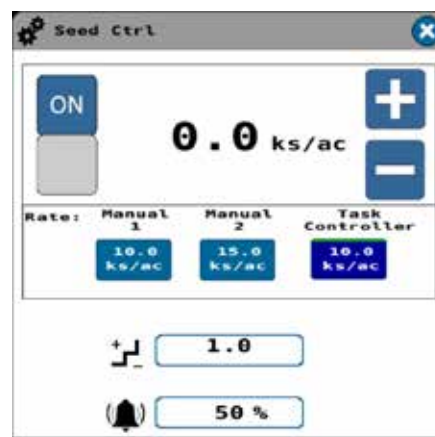 Seed Ctrl
ON
0.0 ks/ac
Rate: Manual 1 Manual 2 Task Controller
10.0 ks/ac 15.0 ks/ac 10.0 ks/ac
1.0
50 %